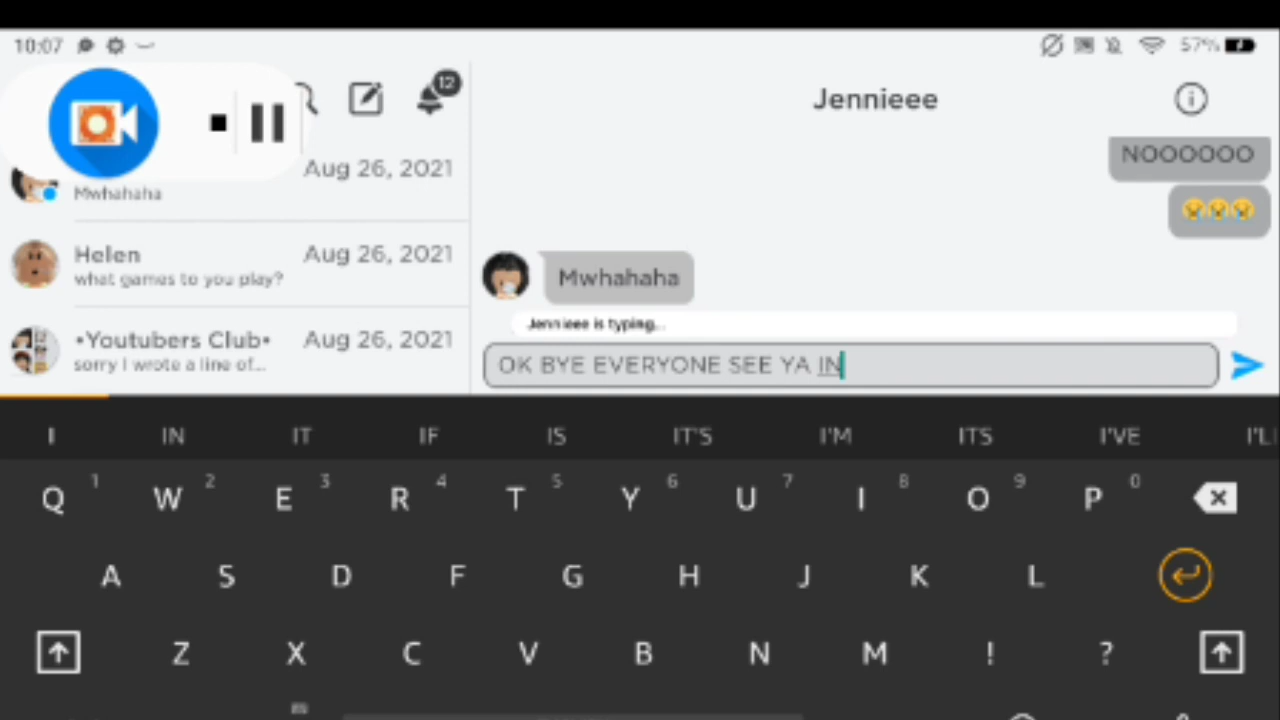 10:07
57%
12
Jennieee
Aug 26, 2021
Mwhahaha
Helen
Aug 26, 2021
what games to you play?
•Youtubers Club•
Aug 26, 2021
sorry I wrote a line of...
NOOOOOO
😭😭😭
Mwhahaha
Jennieee is typing...
OK BYE EVERYONE SEE YA IN
I IN IT IF IS IT'S I'M ITS I'VE I'LL
Q 1 W 2 E 3 R 4 T 5 Y 6 U 7 I 8 O 9 P 0
A S D F G H J K L
Z X C V B N M ! ?